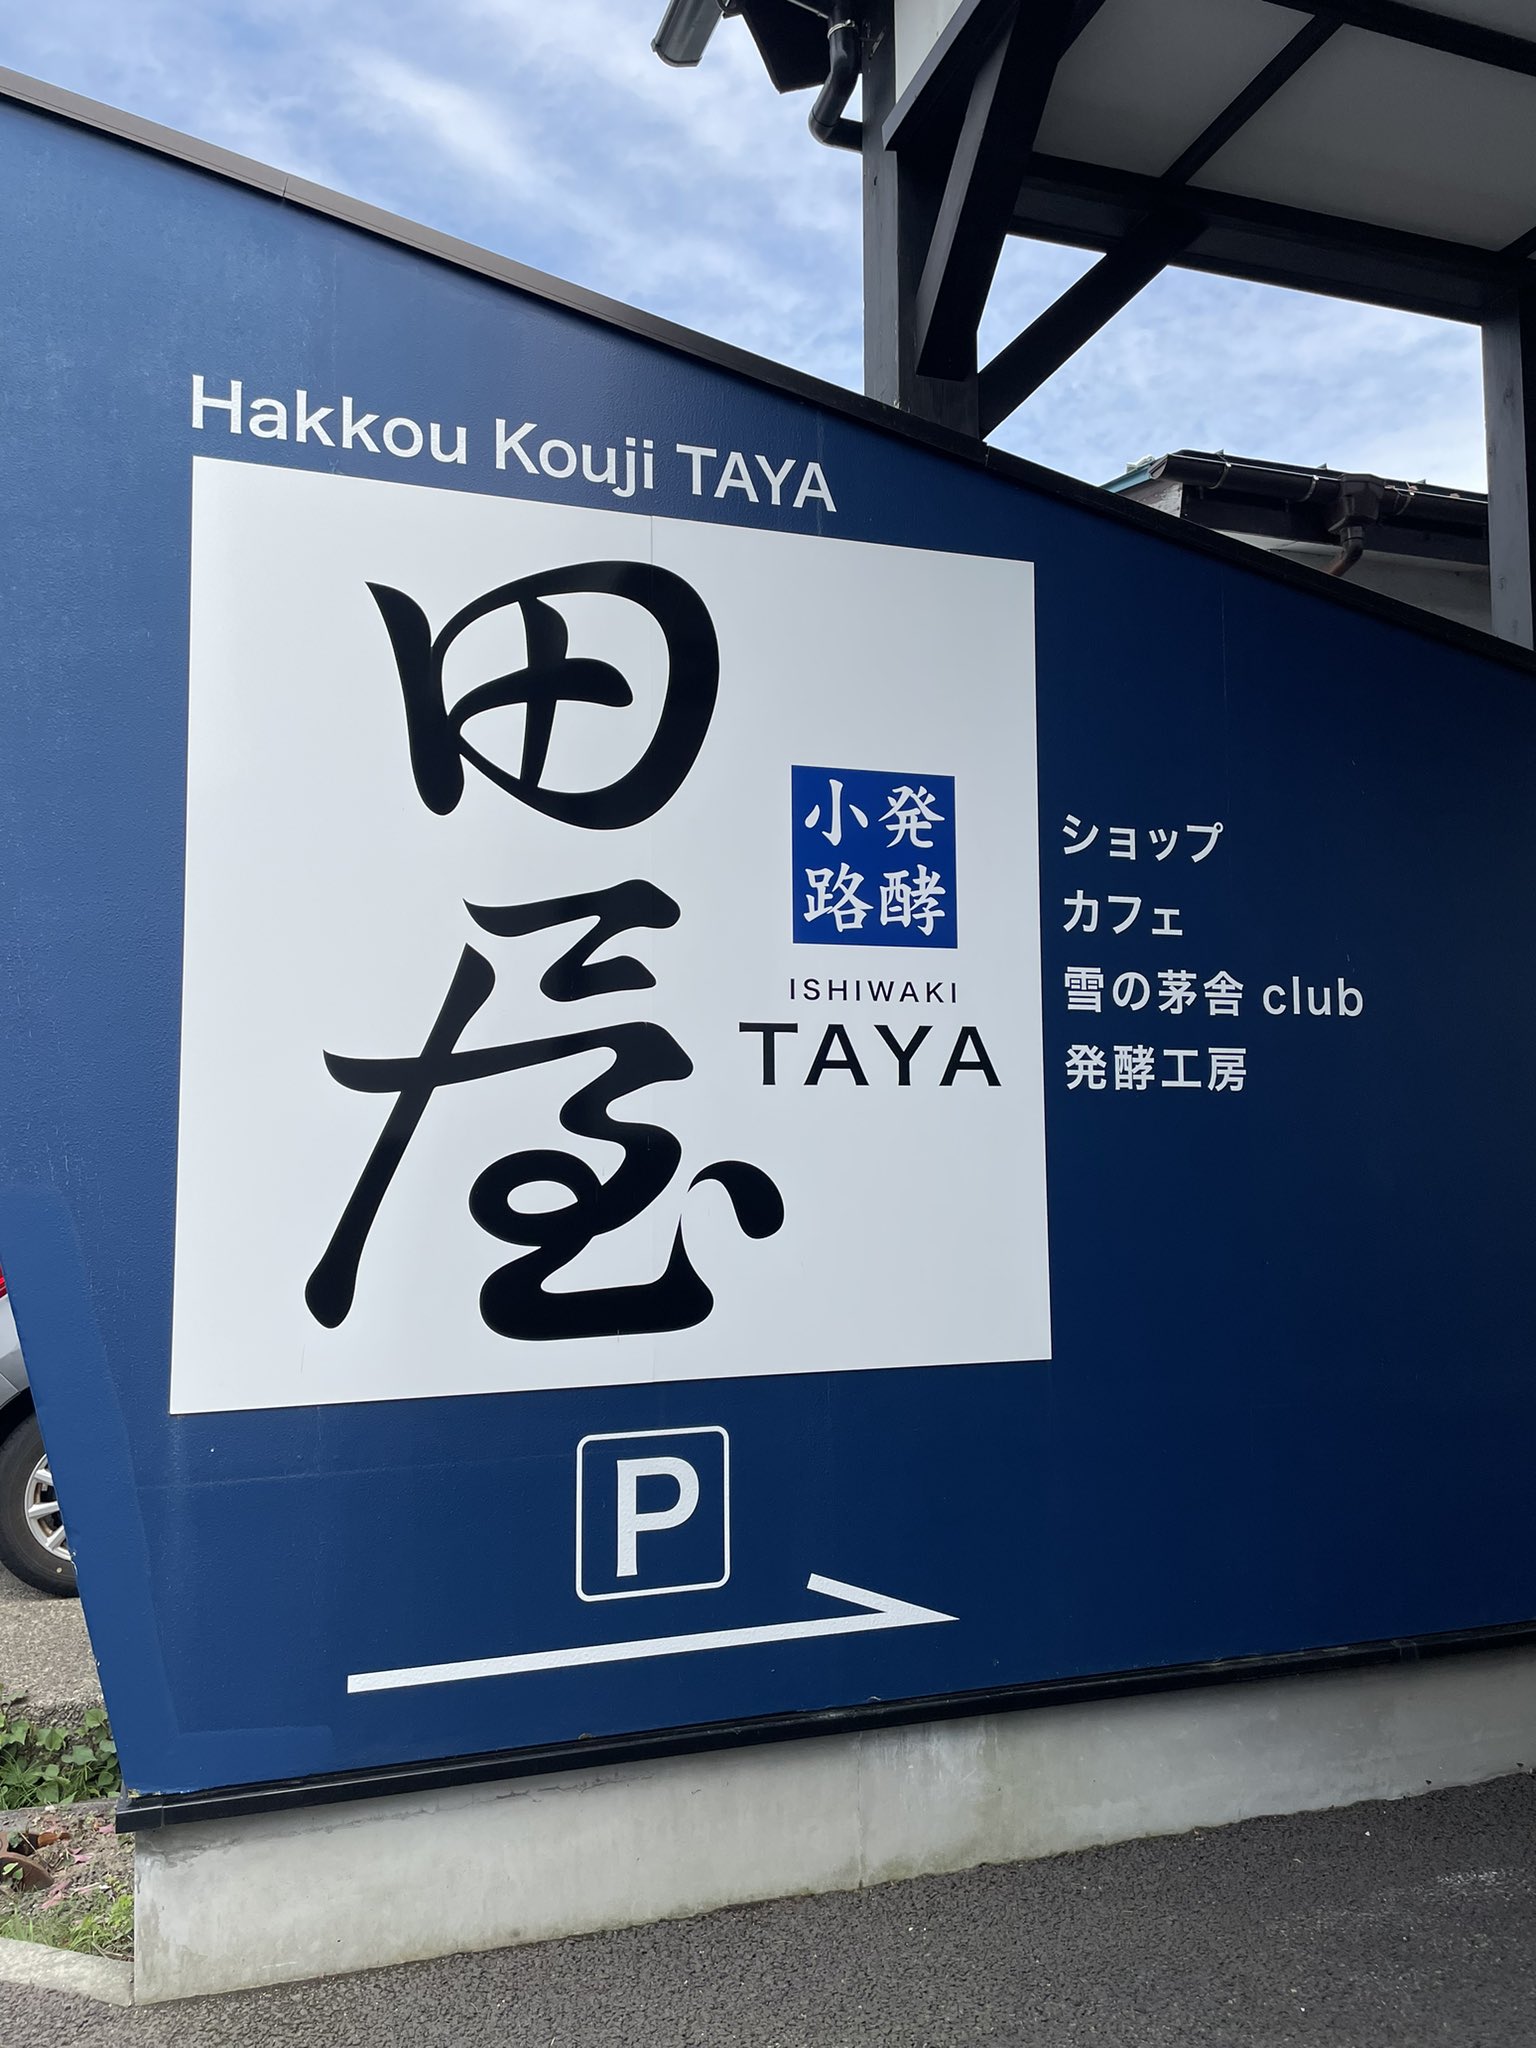 Hakkou Kouji TAYA
田屋
発酵小路
ISHIWAKI
TAYA
ショップ
カフェ
雪の茅舎 club
発酵工房
P